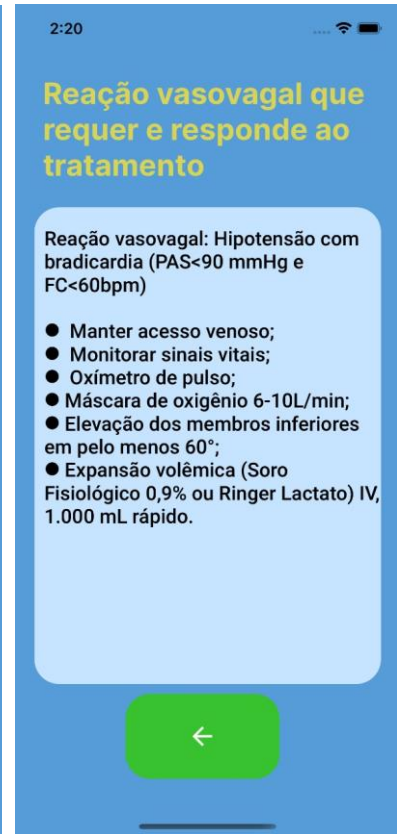 2:20
Reação vasovagal que
requer e responde ao
tratamento
Reação vasovagal: Hipotensão com
bradicardia (PAS<90 mmHg e
FC<60bpm)
● Manter acesso venoso;
● Monitorar sinais vitais;
● Oxímetro de pulso;
● Máscara de oxigênio 6-10L/min;
● Elevação dos membros inferiores
em pelo menos 60°;
● Expansão volêmica (Soro
Fisiológico 0,9% ou Ringer Lactato) IV,
1.000 mL rápido.